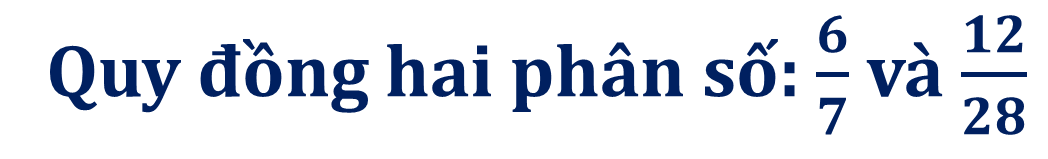 Quy đồng hai phân số: 6/7 và 12/28